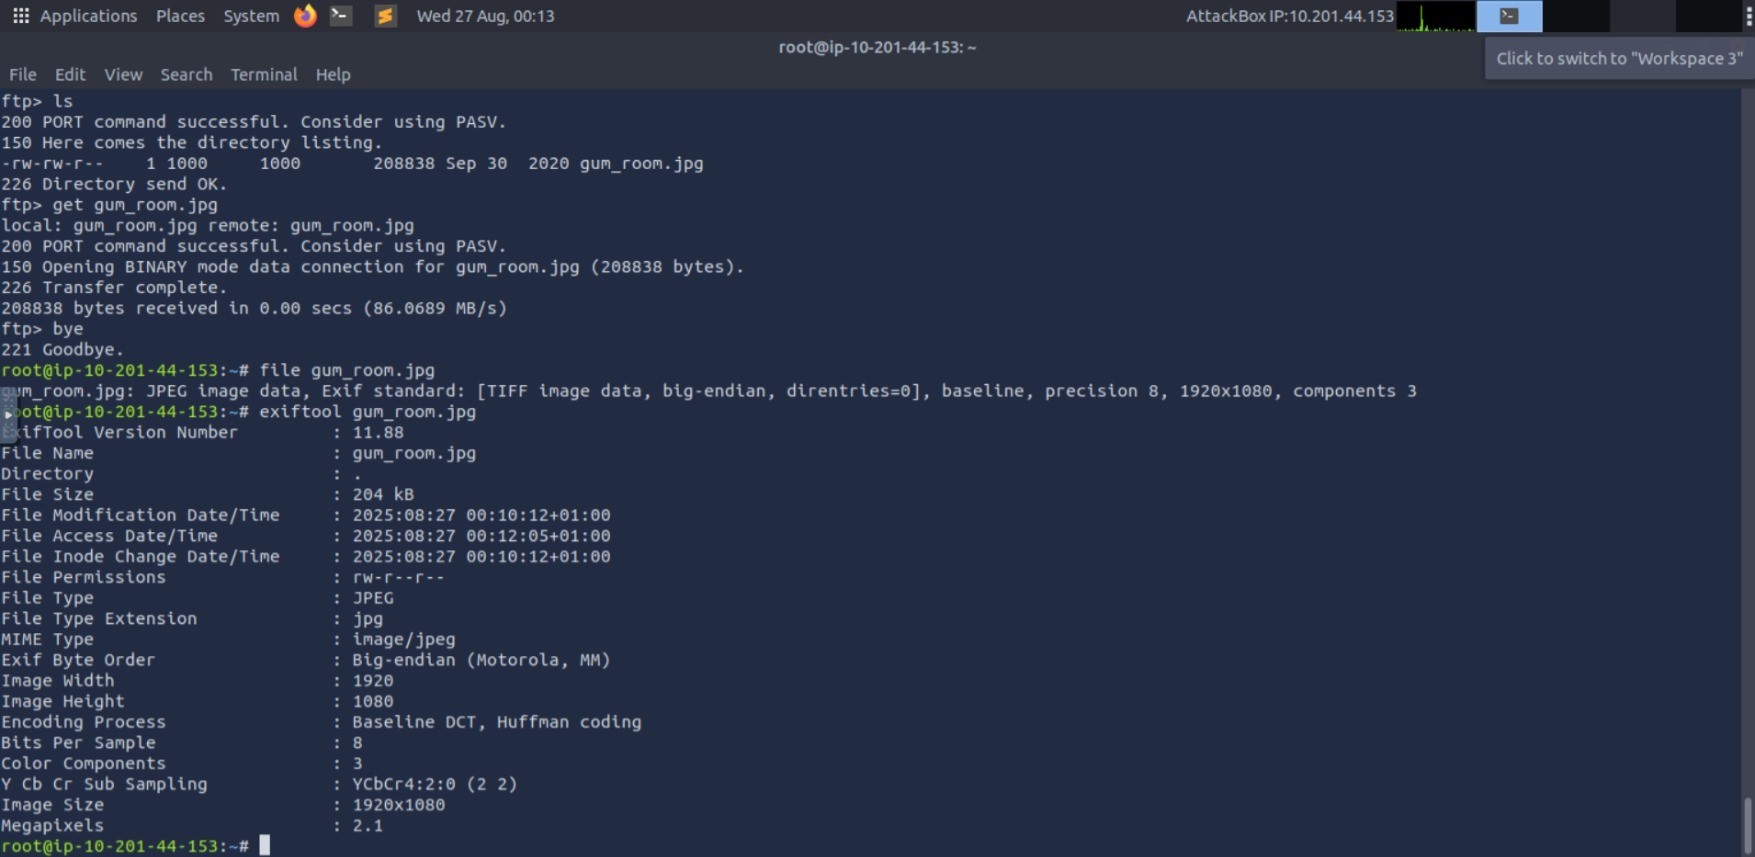 Applications Places System Wed 27 Aug, 00:13 AttackBox IP:10.201.44.153
root@ip-10-201-44-153: ~
Click to switch to "Workspace 3"
File Edit View Search Terminal Help
ftp> ls
200 PORT command successful. Consider using PASV.
150 Here comes the directory listing.
-rw-rw-r--    1 1000     1000       208838 Sep 30  2020 gum_room.jpg
226 Directory send OK.
ftp> get gum_room.jpg
local: gum_room.jpg remote: gum_room.jpg
200 PORT command successful. Consider using PASV.
150 Opening BINARY mode data connection for gum_room.jpg (208838 bytes).
226 Transfer complete.
208838 bytes received in 0.00 secs (86.0689 MB/s)
ftp> bye
221 Goodbye.
root@ip-10-201-44-153:~# file gum_room.jpg
gum_room.jpg: JPEG image data, Exif standard: [TIFF image data, big-endian, direntries=0], baseline, precision 8, 1920x1080, components 3
root@ip-10-201-44-153:~# exiftool gum_room.jpg
ExifTool Version Number         : 11.88
File Name                       : gum_room.jpg
Directory                       : .
File Size                       : 204 kB
File Modification Date/Time     : 2025:08:27 00:10:12+01:00
File Access Date/Time           : 2025:08:27 00:12:05+01:00
File Inode Change Date/Time     : 2025:08:27 00:10:12+01:00
File Permissions                : rw-r--r--
File Type                       : JPEG
File Type Extension             : jpg
MIME Type                       : image/jpeg
Exif Byte Order                 : Big-endian (Motorola, MM)
Image Width                     : 1920
Image Height                    : 1080
Encoding Process                : Baseline DCT, Huffman coding
Bits Per Sample                 : 8
Color Components                : 3
Y Cb Cr Sub Sampling            : YCbCr4:2:0 (2 2)
Image Size                      : 1920x1080
Megapixels                      : 2.1
root@ip-10-201-44-153:~#